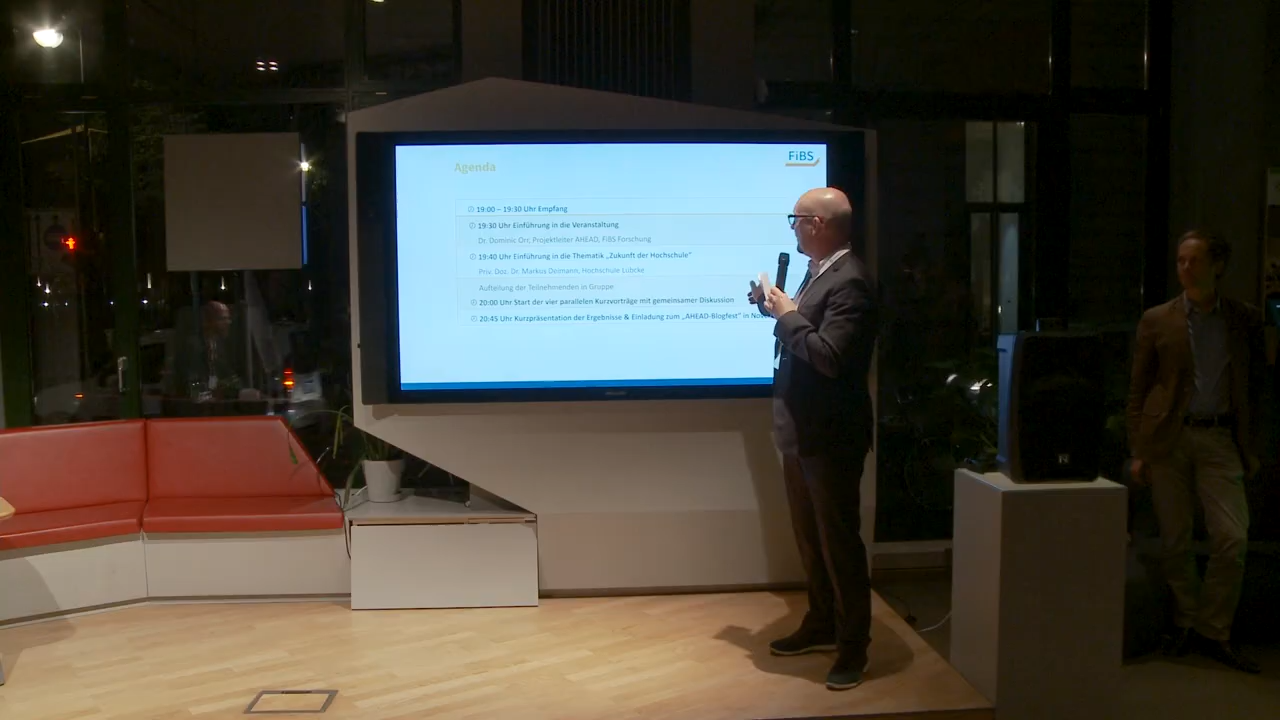 FiBS
Agenda
19:00 – 19:30 Uhr Empfang
19:30 Uhr Einführung in die Veranstaltung
Dr. Dominic Orr, Projektleiter AHEAD, FiBS Forschung
19:40 Uhr Einführung in die Thematik „Zukunft der Hochschule"
Priv. Doz. Dr. Markus Deimann, Hochschule Lübcke
Aufteilung der Teilnehmenden in Gruppe
20:00 Uhr Start der vier parallelen Kurzvorträge mit gemeinsamer Diskussion
20:45 Uhr Kurzpräsentation der Ergebnisse & Einladung zum „AHEAD-Blogfest" in